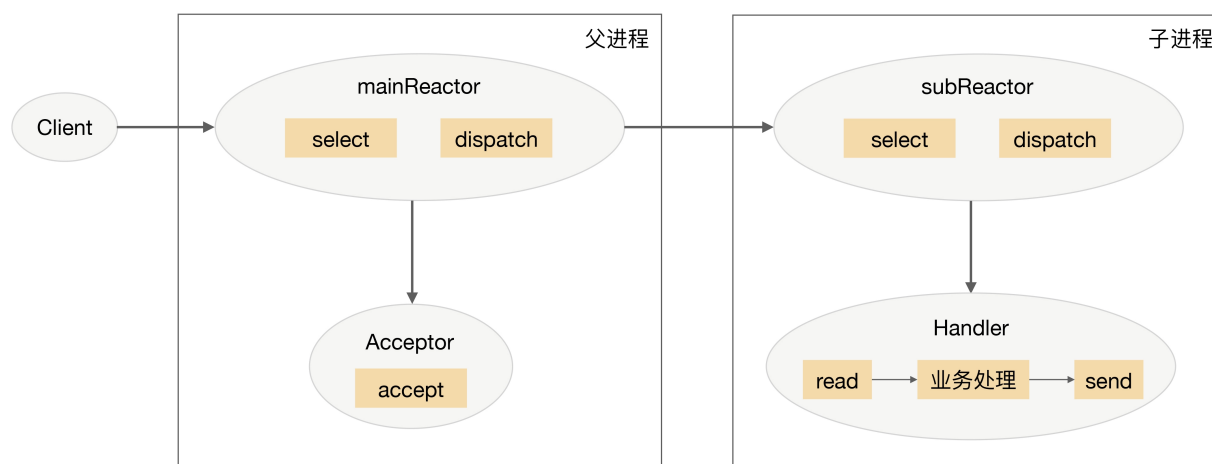 父进程
子进程
Client
mainReactor
select
dispatch
subReactor
select
dispatch
Acceptor
accept
Handler
read
业务处理
send